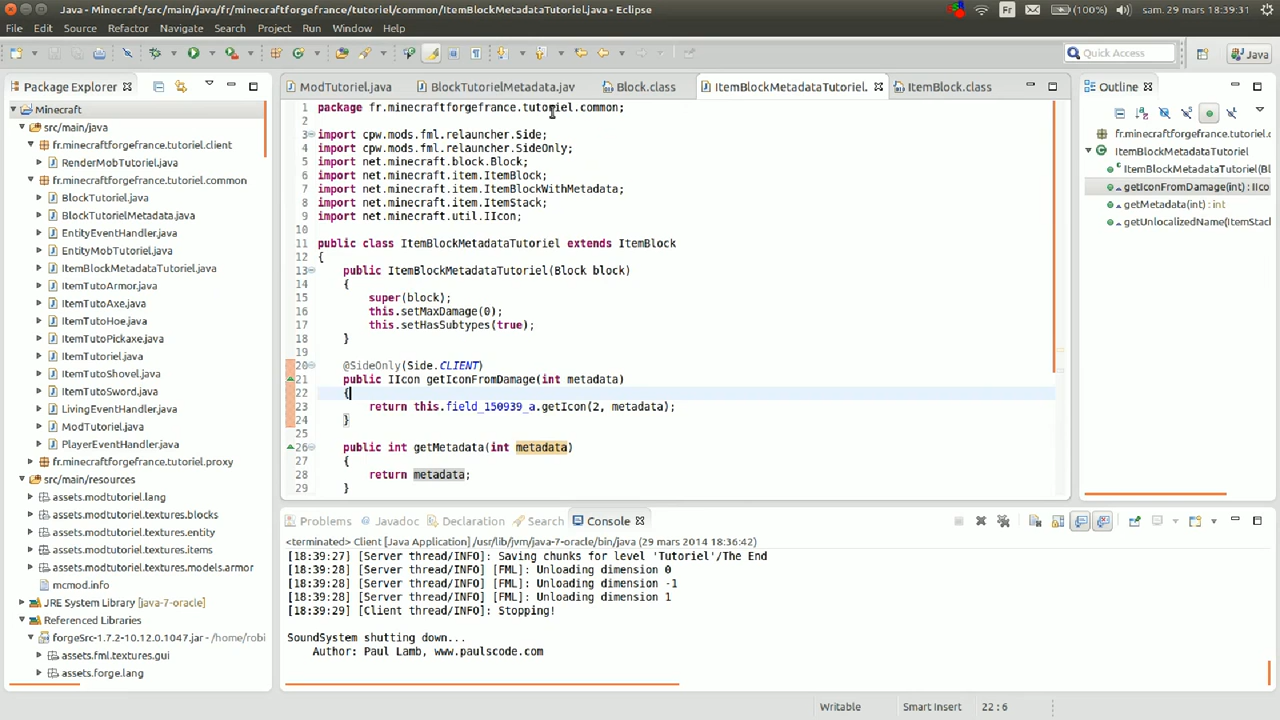 Java - Minecraft/src/main/java/fr/minecraftforgefrance/tutoriel/common/ItemBlockMetadataTutoriel.java - Eclipse
Fr (100%) sam. 29 mars 18:39:31
File Edit Source Refactor Navigate Search Project Run Window Help
Quick Access Java
Package Explorer
Minecraft
src/main/java
fr.minecraftforgefrance.tutoriel.client
RenderMobTutoriel.java
fr.minecraftforgefrance.tutoriel.common
BlockTutoriel.java
BlockTutorielMetadata.java
EntityEventHandler.java
EntityMobTutoriel.java
ItemBlockMetadataTutoriel.java
ItemTutoArmor.java
ItemTutoAxe.java
ItemTutoHoe.java
ItemTutoPickaxe.java
ItemTutoriel.java
ItemTutoShovel.java
ItemTutoSword.java
LivingEventHandler.java
ModTutoriel.java
PlayerEventHandler.java
fr.minecraftforgefrance.tutoriel.proxy
src/main/resources
assets.modtutoriel.lang
assets.modtutoriel.textures.blocks
assets.modtutoriel.textures.entity
assets.modtutoriel.textures.items
assets.modtutoriel.textures.models.armor
mcmod.info
JRE System Library [java-7-oracle]
Referenced Libraries
forgeSrc-1.7.2-10.12.0.1047.jar - /home/robi
assets.fml.textures.gui
assets.forge.lang
ModTutoriel.java BlockTutorielMetadata.jav Block.class ItemBlockMetadataTutoriel. ItemBlock.class
1 package fr.minecraftforgefrance.tutoriel.common;
2
3 import cpw.mods.fml.relauncher.Side;
4 import cpw.mods.fml.relauncher.SideOnly;
5 import net.minecraft.block.Block;
6 import net.minecraft.item.ItemBlock;
7 import net.minecraft.item.ItemBlockWithMetadata;
8 import net.minecraft.item.ItemStack;
9 import net.minecraft.util.IIcon;
10
11 public class ItemBlockMetadataTutoriel extends ItemBlock
12 {
13 public ItemBlockMetadataTutoriel(Block block)
14 {
15 super(block);
16 this.setMaxDamage(0);
17 this.setHasSubtypes(true);
18 }
19
20 @SideOnly(Side.CLIENT)
21 public IIcon getIconFromDamage(int metadata)
22 {
23 return this.field_150939_a.getIcon(2, metadata);
24 }
25
26 public int getMetadata(int metadata)
27 {
28 return metadata;
29 }
Outline
fr.minecraftforgefrance.tu
ItemBlockMetadataTutoriel
ItemBlockMetadataTutoriel(Bl
getIconFromDamage(int) : IIco
getMetadata(int) : int
getUnlocalizedName(ItemStack
Problems Javadoc Declaration Search Console
<terminated> Client [Java Application] /usr/lib/jvm/java-7-oracle/bin/java (29 mars 2014 18:36:42)
[18:39:27] [Server thread/INFO]: Saving chunks for level 'Tutoriel'/The End
[18:39:28] [Server thread/INFO] [FML]: Unloading dimension 0
[18:39:28] [Server thread/INFO] [FML]: Unloading dimension -1
[18:39:28] [Server thread/INFO] [FML]: Unloading dimension 1
[18:39:29] [Client thread/INFO]: Stopping!
SoundSystem shutting down...
Author: Paul Lamb, www.paulscode.com
Writable Smart Insert 22 : 6